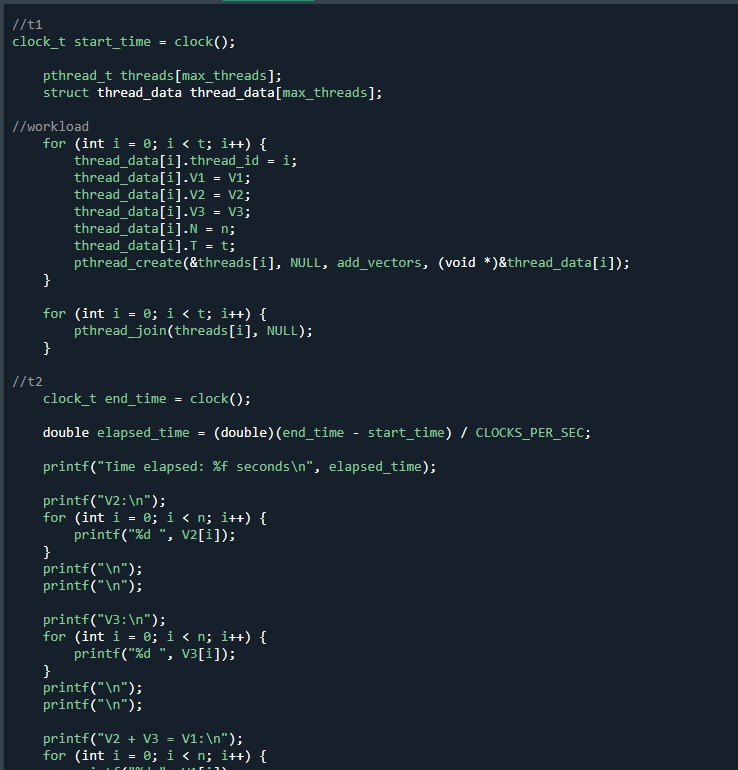 //t1
clock_t start_time = clock();
pthread_t threads[max_threads];
struct thread_data thread_data[max_threads];
//workload
for (int i = 0; i < t; i++) {
thread_data[i].thread_id = i;
thread_data[i].V1 = V1;
thread_data[i].V2 = V2;
thread_data[i].V3 = V3;
thread_data[i].N = n;
thread_data[i].T = t;
pthread_create(&threads[i], NULL, add_vectors, (void *)&thread_data[i]);
}
for (int i = 0; i < t; i++) {
pthread_join(threads[i], NULL);
}
//t2
clock_t end_time = clock();
double elapsed_time = (double)(end_time - start_time) / CLOCKS_PER_SEC;
printf("Time elapsed: %f seconds\n", elapsed_time);
printf("V2:\n");
for (int i = 0; i < n; i++) {
printf("%d ", V2[i]);
}
printf("\n");
printf("\n");
printf("V3:\n");
for (int i = 0; i < n; i++) {
printf("%d ", V3[i]);
}
printf("\n");
printf("\n");
printf("V2 + V3 = V1:\n");
for (int i = 0; i < n; i++) {